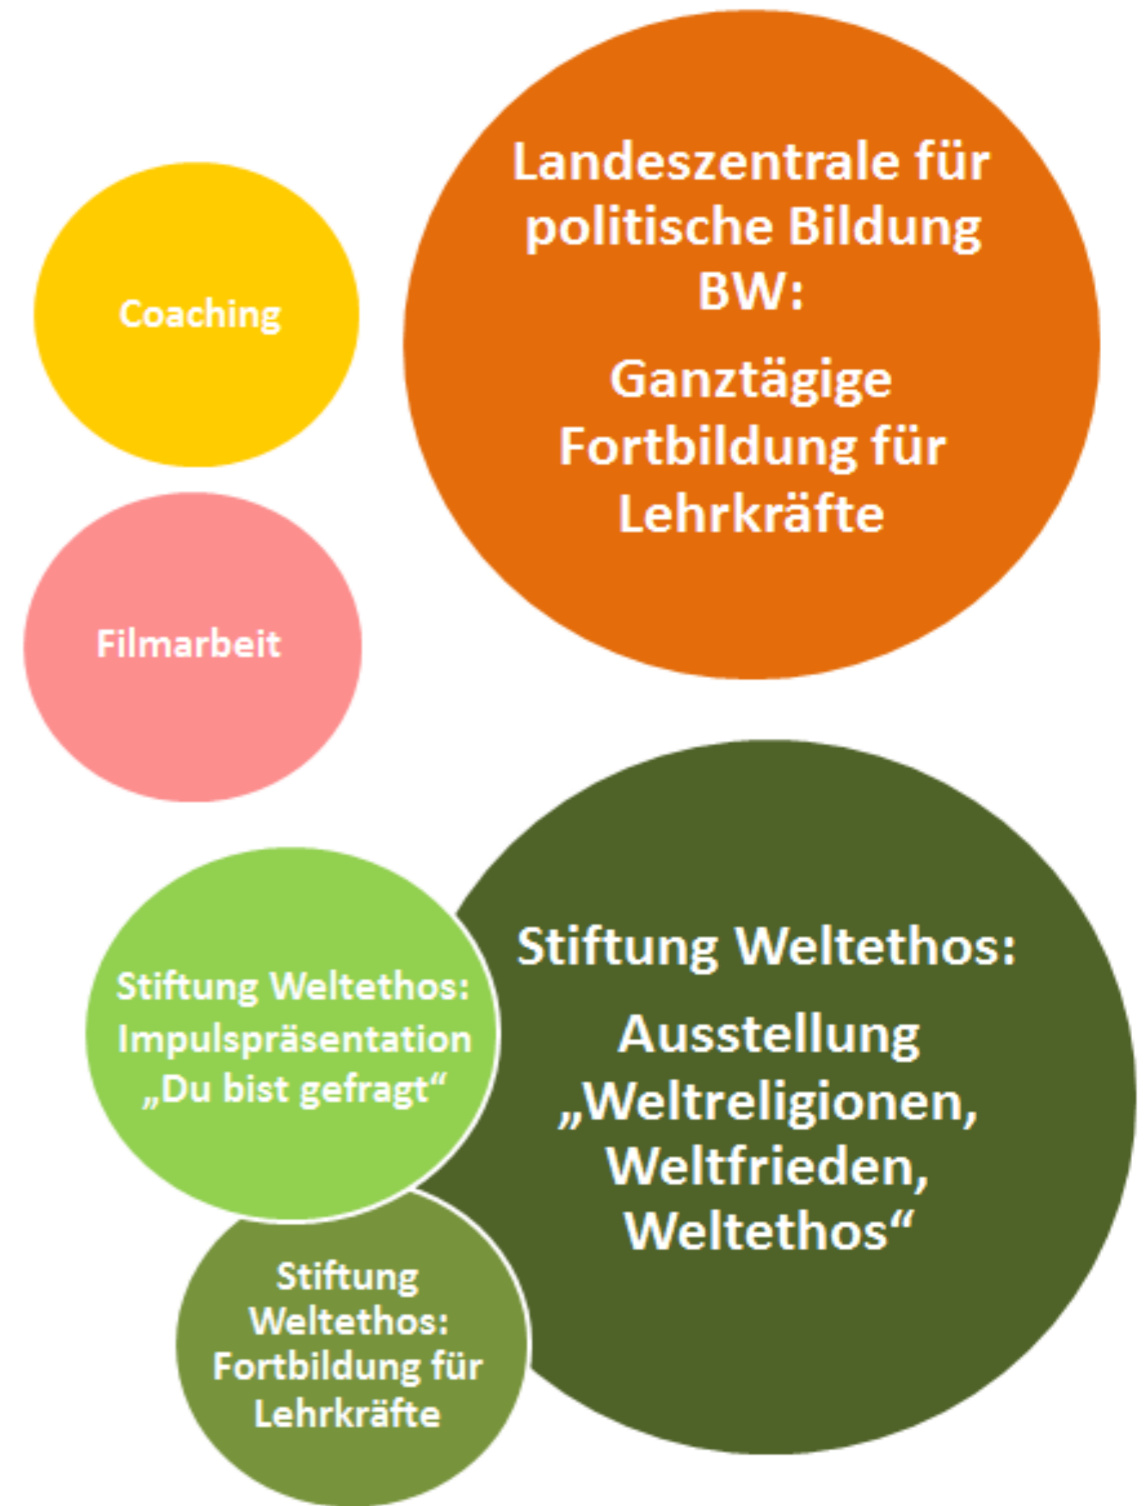 Landeszentrale für
politische Bildung
BW:
Ganztägige
Fortbildung für
Lehrkräfte
Coaching
Filmarbeit
Stiftung Weltethos:
Ausstellung
„Weltreligionen,
Weltfrieden,
Weltethos“
Stiftung Weltethos:
Impulspräsentation
„Du bist gefragt“
Stiftung
Weltethos:
Fortbildung für
Lehrkräfte